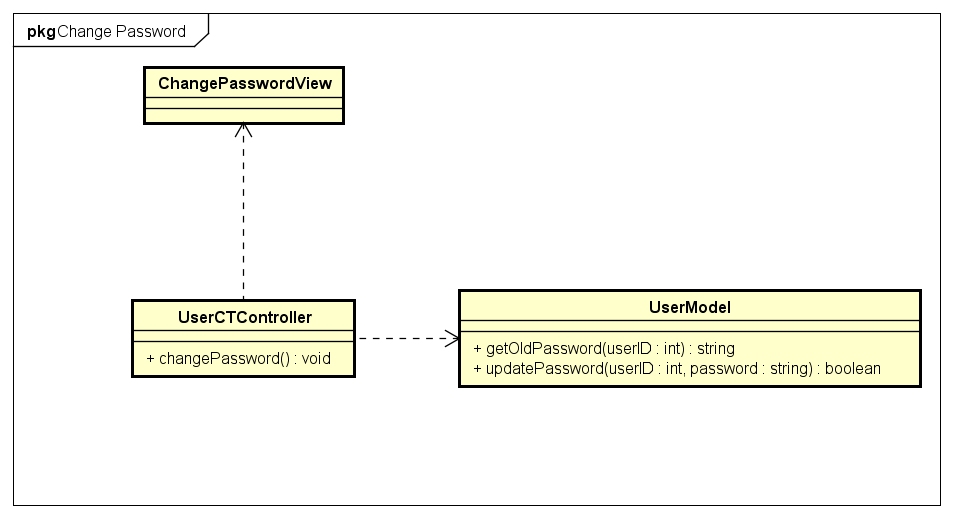 pkg Change Password
ChangePasswordView
UserCTController
+ changePassword() : void
UserModel
+ getOldPassword(userID : int) : string
+ updatePassword(userID : int, password : string) : boolean